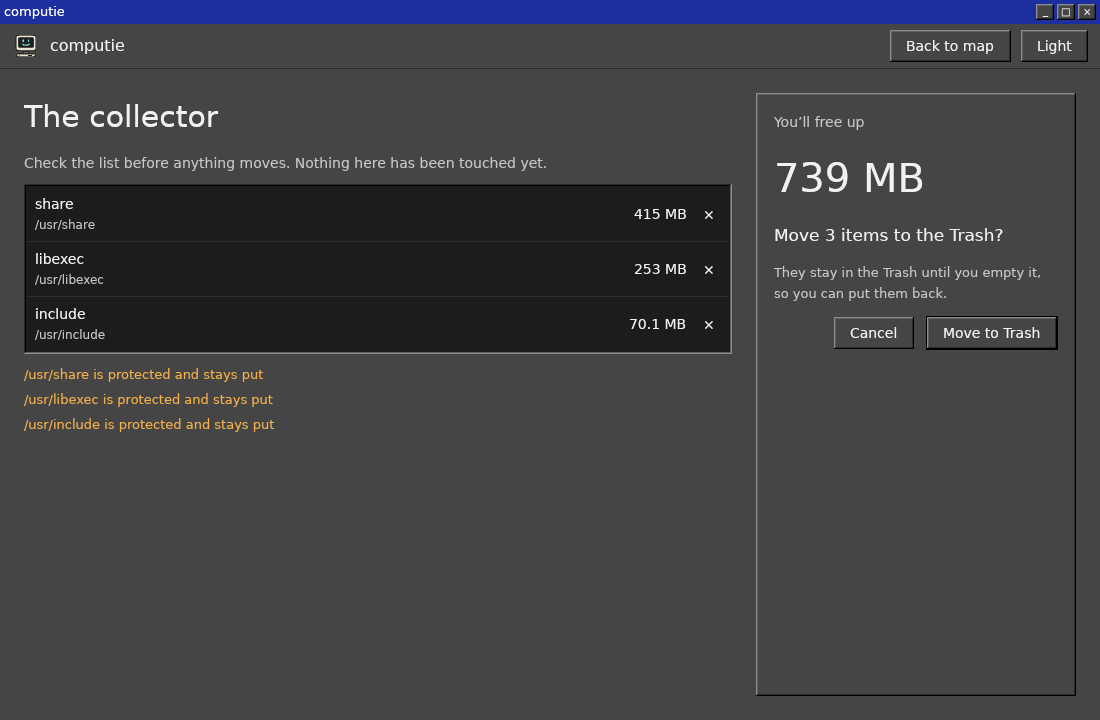 computie
computie
Back to map
Light
The collector
Check the list before anything moves. Nothing here has been touched yet.
share
/usr/share
415 MB
×
libexec
/usr/libexec
253 MB
×
include
/usr/include
70.1 MB
×
/usr/share is protected and stays put
/usr/libexec is protected and stays put
/usr/include is protected and stays put
You’ll free up
739 MB
Move 3 items to the Trash?
They stay in the Trash until you empty it,
so you can put them back.
Cancel
Move to Trash